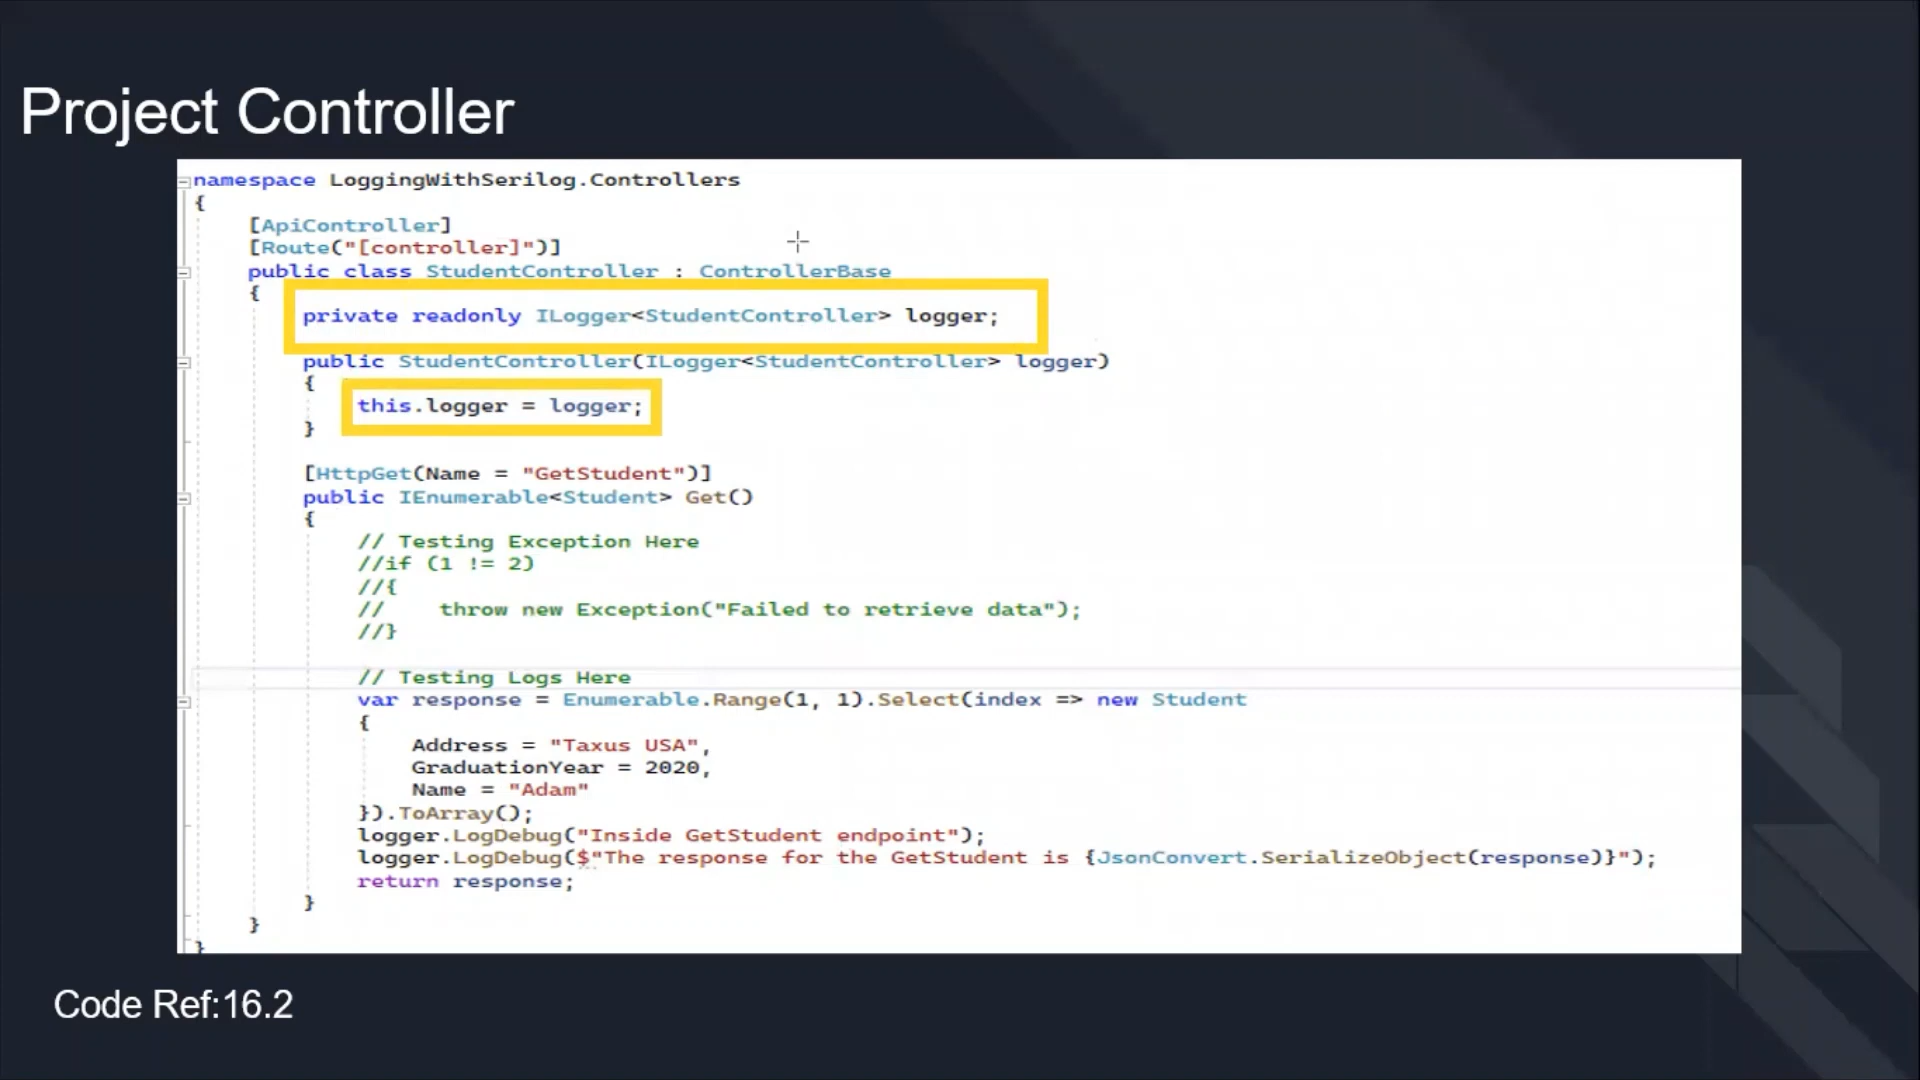 Project Controller
namespace LoggingWithSerilog.Controllers
{
[ApiController]
[Route("[controller]")]
public class StudentController : ControllerBase
{
private readonly ILogger<StudentController> logger;
public StudentController(ILogger<StudentController> logger)
{
this.logger = logger;
}
[HttpGet(Name = "GetStudent")]
public IEnumerable<Student> Get()
{
// Testing Exception Here
//if (1 != 2)
//{
//    throw new Exception("Failed to retrieve data");
//}
// Testing Logs Here
var response = Enumerable.Range(1, 1).Select(index => new Student
{
Address = "Taxus USA",
GraduationYear = 2020,
Name = "Adam"
}).ToArray();
logger.LogDebug("Inside GetStudent endpoint");
logger.LogDebug($"The response for the GetStudent is {JsonConvert.SerializeObject(response)}");
return response;
}
}
}
Code Ref:16.2